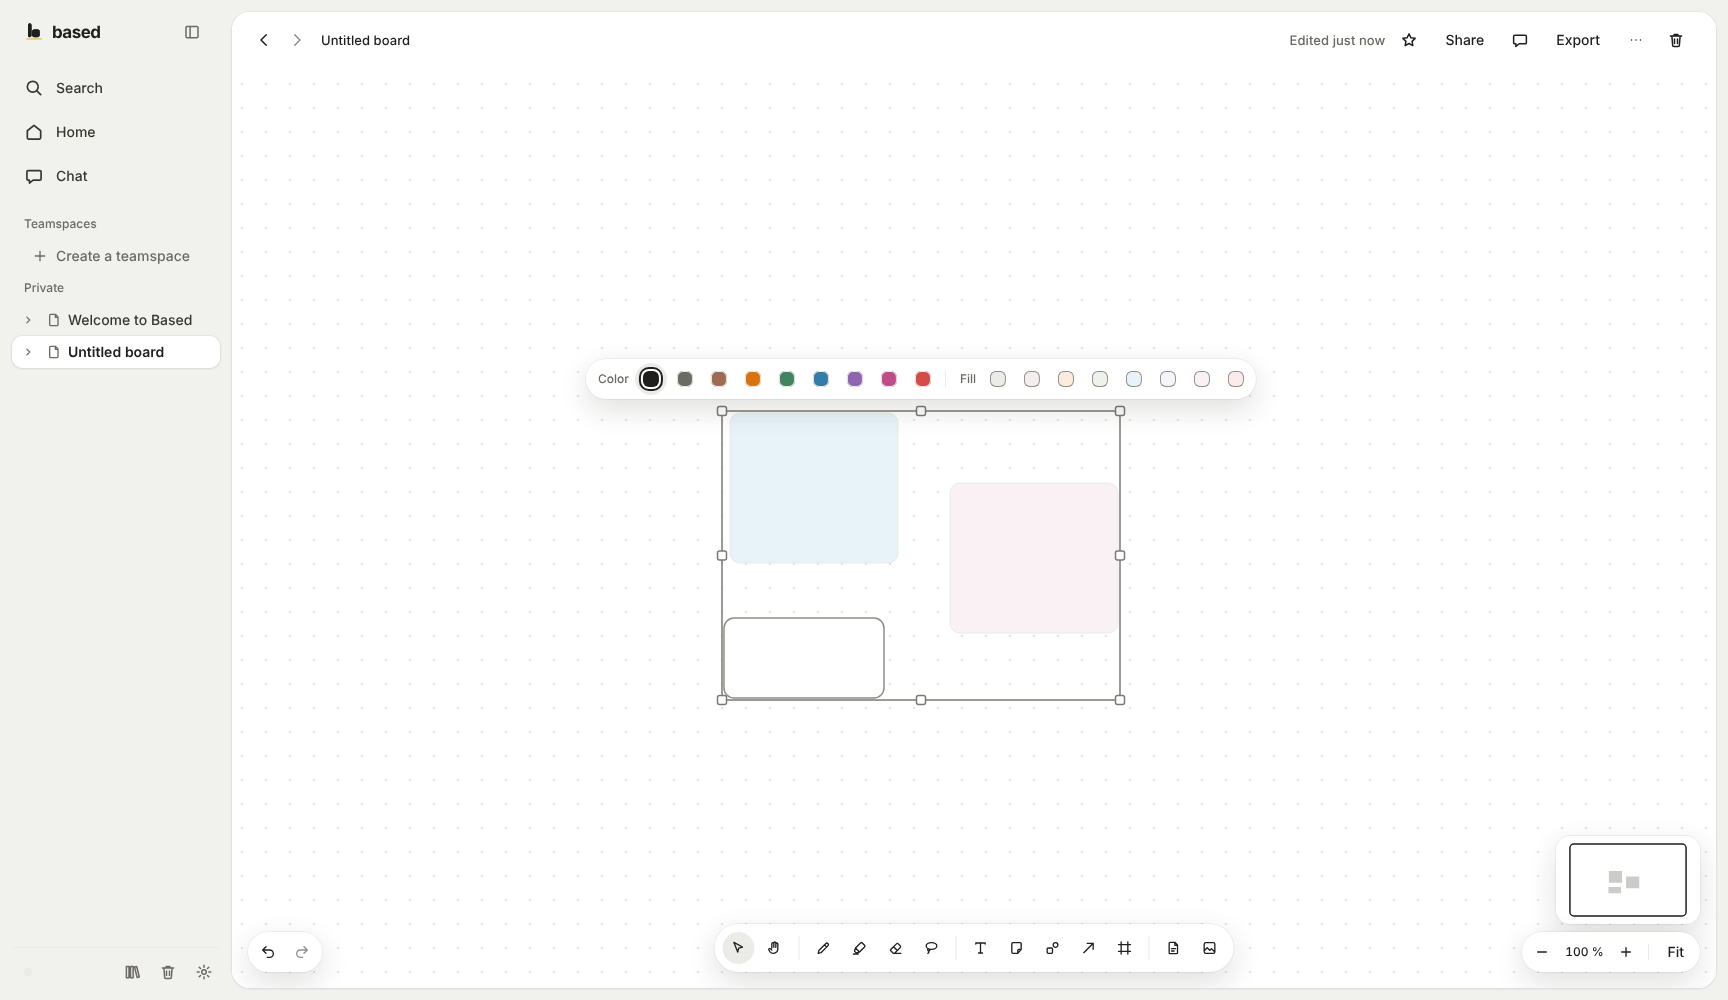 based
Search
Home
Chat
Teamspaces
Create a teamspace
Private
Welcome to Based
Untitled board
Untitled board
Edited just now
Share
Export
Color
Fill
100 %
Fit